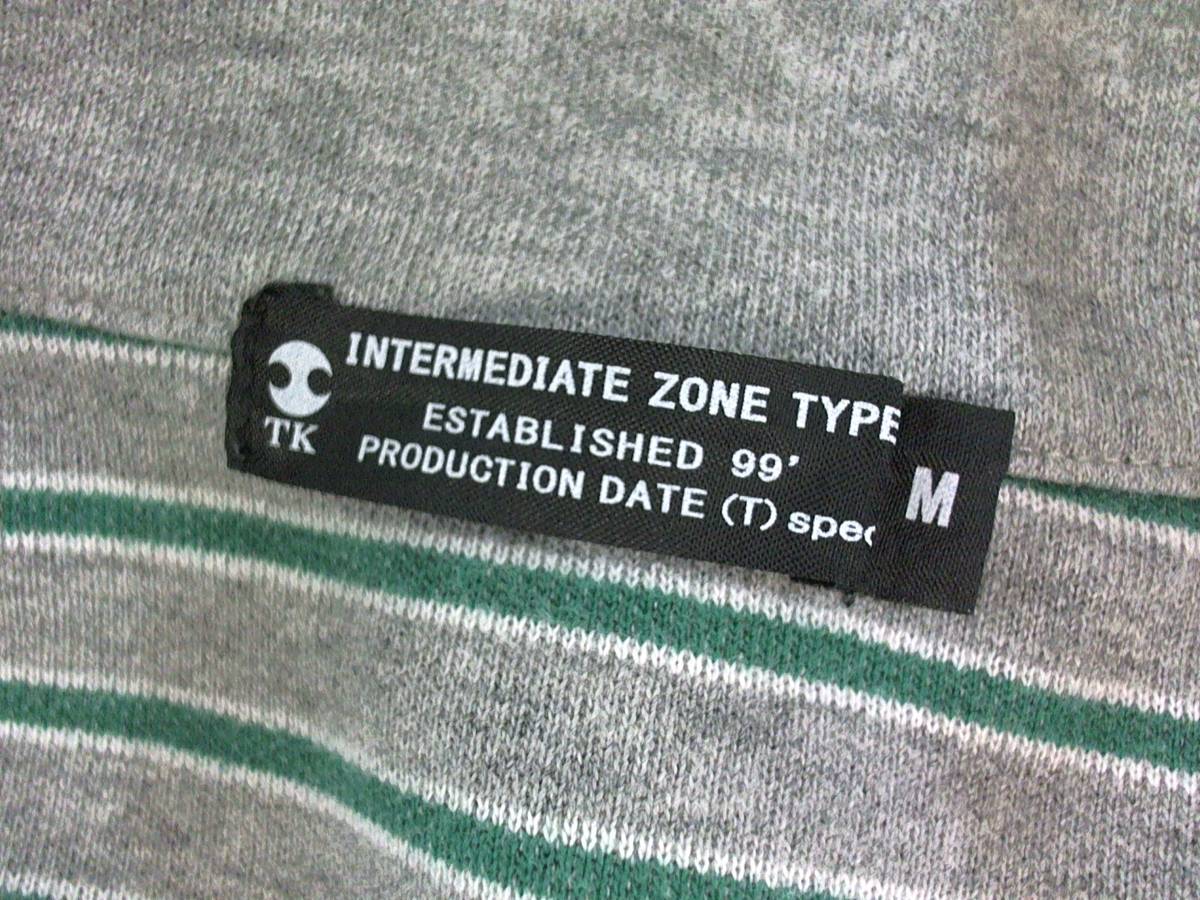 INTERMEDIATE ZONE TYPE
ESTABLISHED 99'
PRODUCTION DATE (T)
TK
M